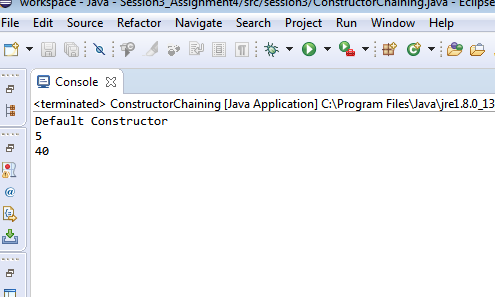 workspace - Java - Session3_Assignment4/src/session3/ConstructorChaining.java - Eclipse
File Edit Source Refactor Navigate Search Project Run Window Help
Console
<terminated> ConstructorChaining [Java Application] C:\Program Files\Java\jre1.8.0_13
Default Constructor
5
40